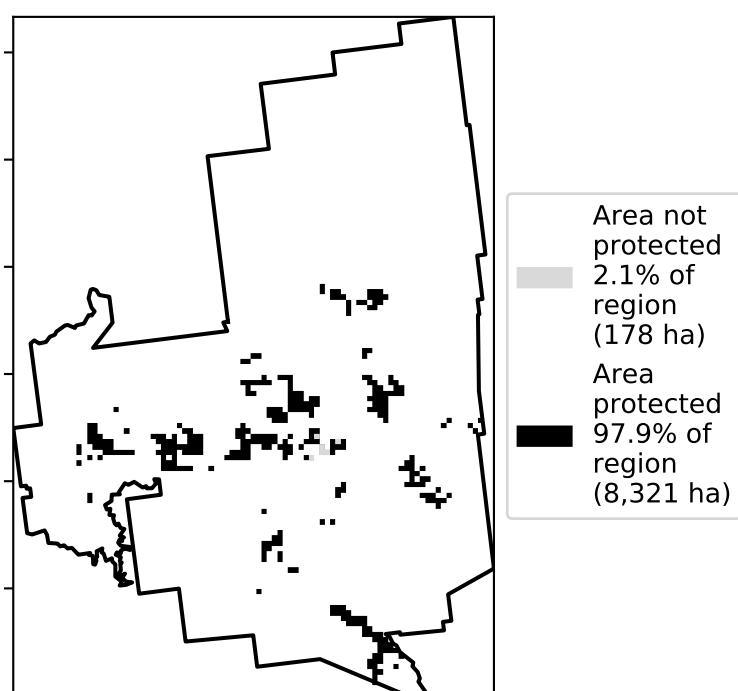 Area not
protected
2.1% of
region
(178 ha)
Area
protected
97.9% of
region
(8,321 ha)